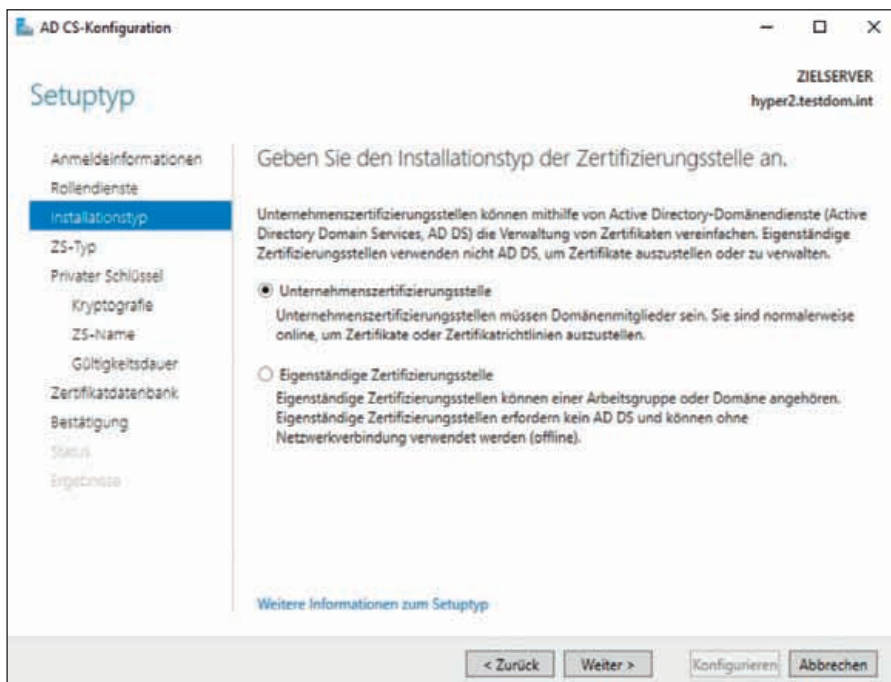 AD CS-Konfiguration
Setuptyp
ZIELSERVER
hyper2.testdom.int
Anmeldeinformationen
Rollendienste
Installationstyp
ZS-Typ
Privater Schlüssel
Kryptografie
ZS-Name
Gültigkeitsdauer
Zertifikatdatenbank
Bestätigung
Status
Ergebnisse
Geben Sie den Installationstyp der Zertifizierungsstelle an.
Unternehmenszertifizierungsstellen können mithilfe von Active Directory-Domänendienste (Active
Directory Domain Services, AD DS) die Verwaltung von Zertifikaten vereinfachen. Eigenständige
Zertifizierungsstellen verwenden nicht AD DS, um Zertifikate auszustellen oder zu verwalten.
Unternehmenszertifizierungsstelle
Unternehmenszertifizierungsstellen müssen Domänenmitglieder sein. Sie sind normalerweise
online, um Zertifikate oder Zertifikatrichtlinien auszustellen.
Eigenständige Zertifizierungsstelle
Eigenständige Zertifizierungsstellen können einer Arbeitsgruppe oder Domäne angehören.
Eigenständige Zertifizierungsstellen erfordern kein AD DS und können ohne
Netzwerkverbindung verwendet werden (offline).
Weitere Informationen zum Setuptyp
< Zurück
Weiter >
Konfigurieren
Abbrechen